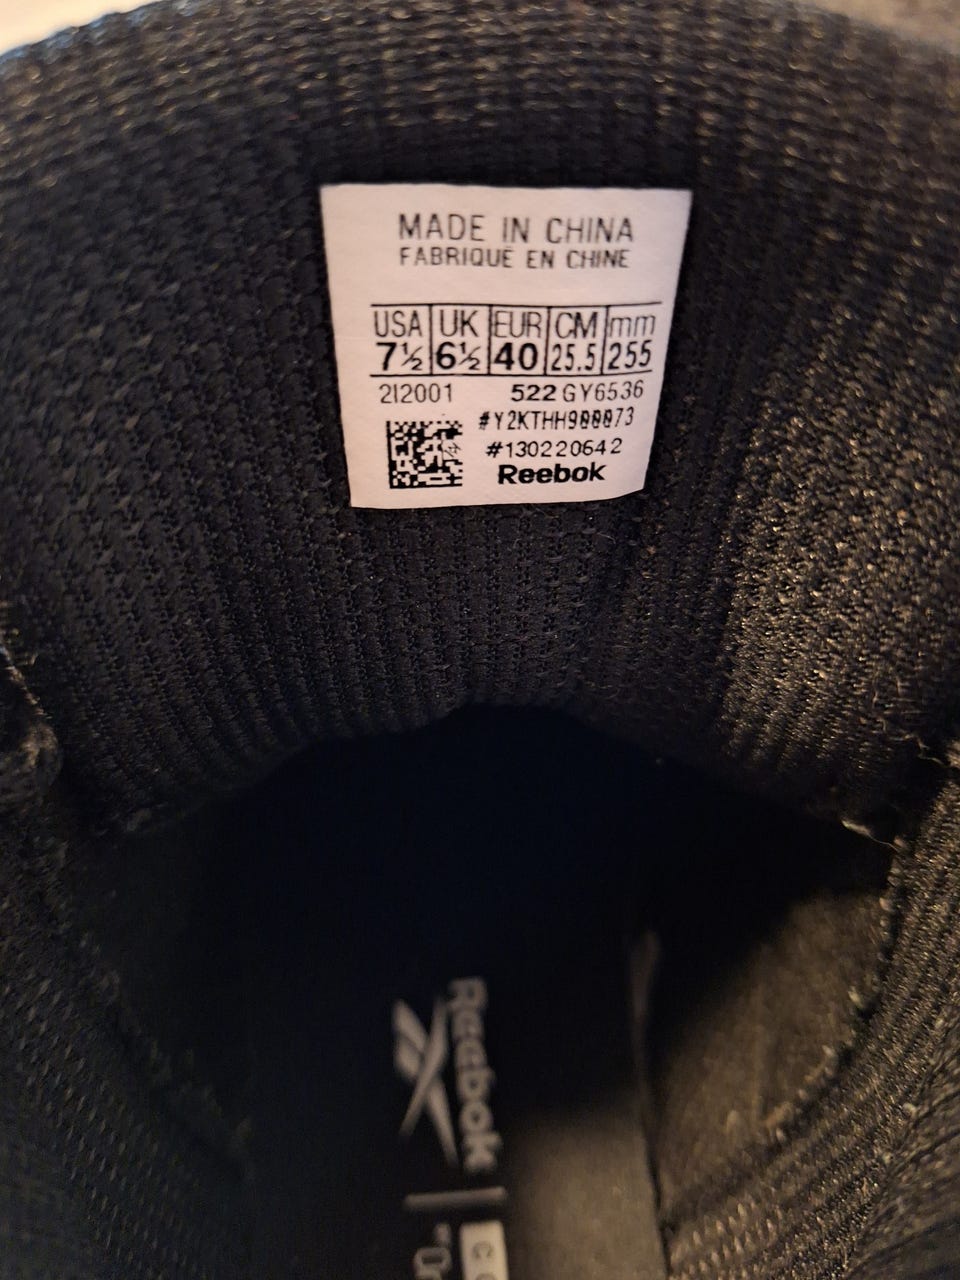 MADE IN CHINA
FABRIQUÉ EN CHINE
USA UK EUR CM mm
7½ 6½ 40 25.5 255
2I2001 522 GY6536
#Y2KTHH900073
#130220642
Reebok
Reebok